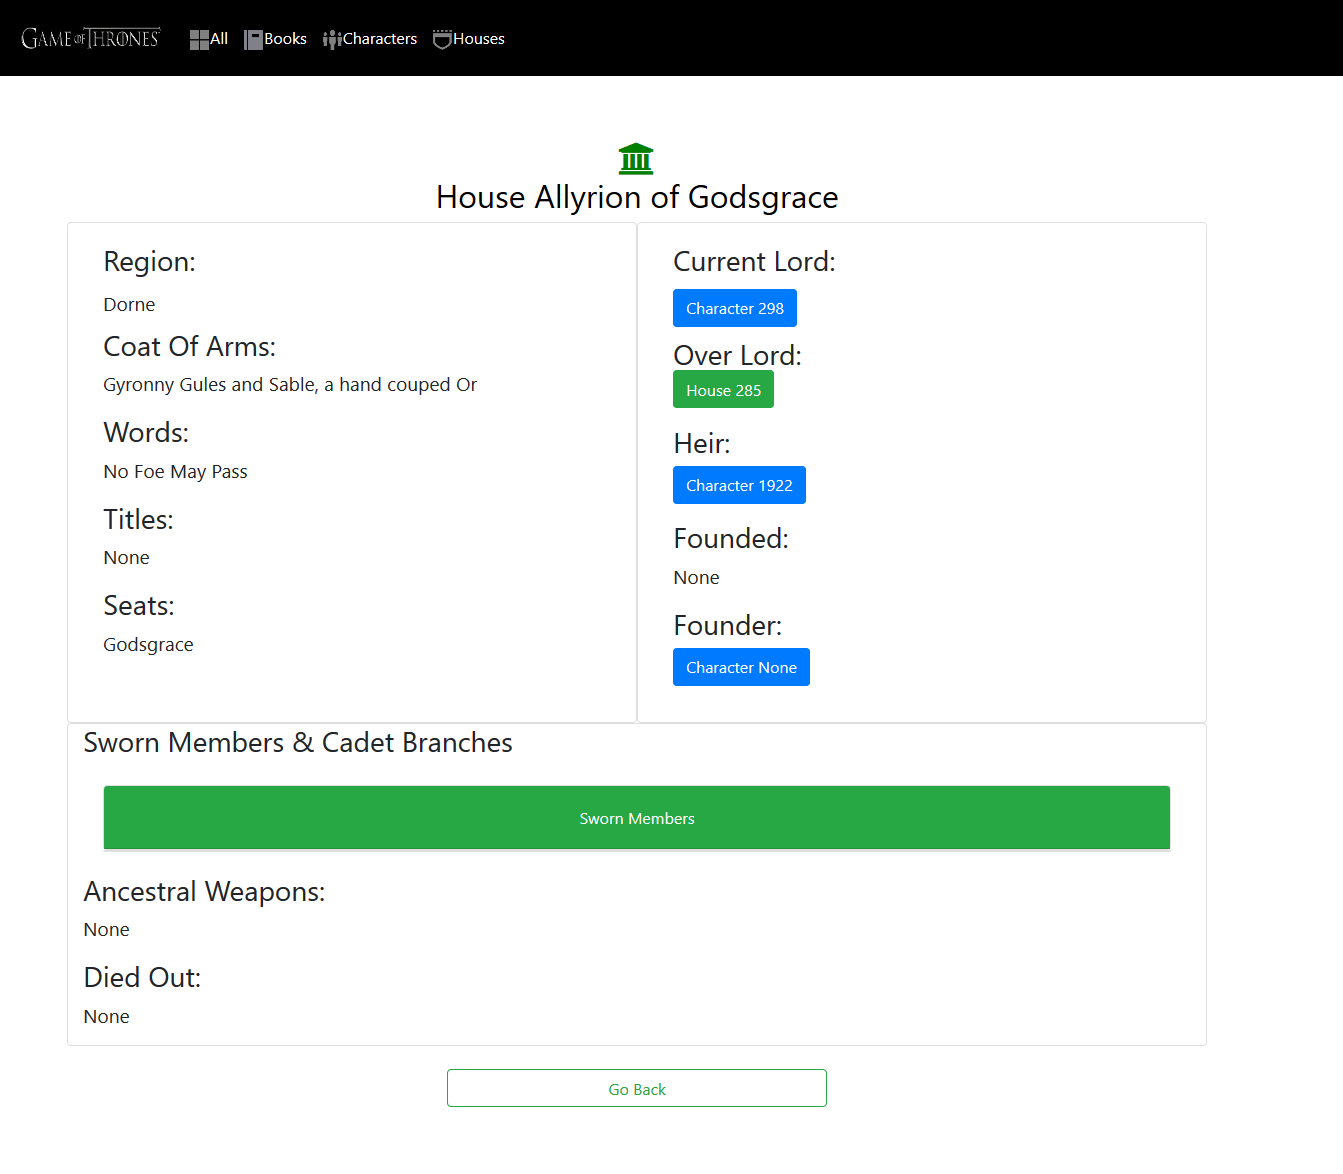 GAME OF THRONES All Books Characters Houses
House Allyrion of Godsgrace
Region:
Dorne
Coat Of Arms:
Gyronny Gules and Sable, a hand couped Or
Words:
No Foe May Pass
Titles:
None
Seats:
Godsgrace
Current Lord:
Character 298
Over Lord:
House 285
Heir:
Character 1922
Founded:
None
Founder:
Character None
Sworn Members & Cadet Branches
Sworn Members
Ancestral Weapons:
None
Died Out:
None
Go Back